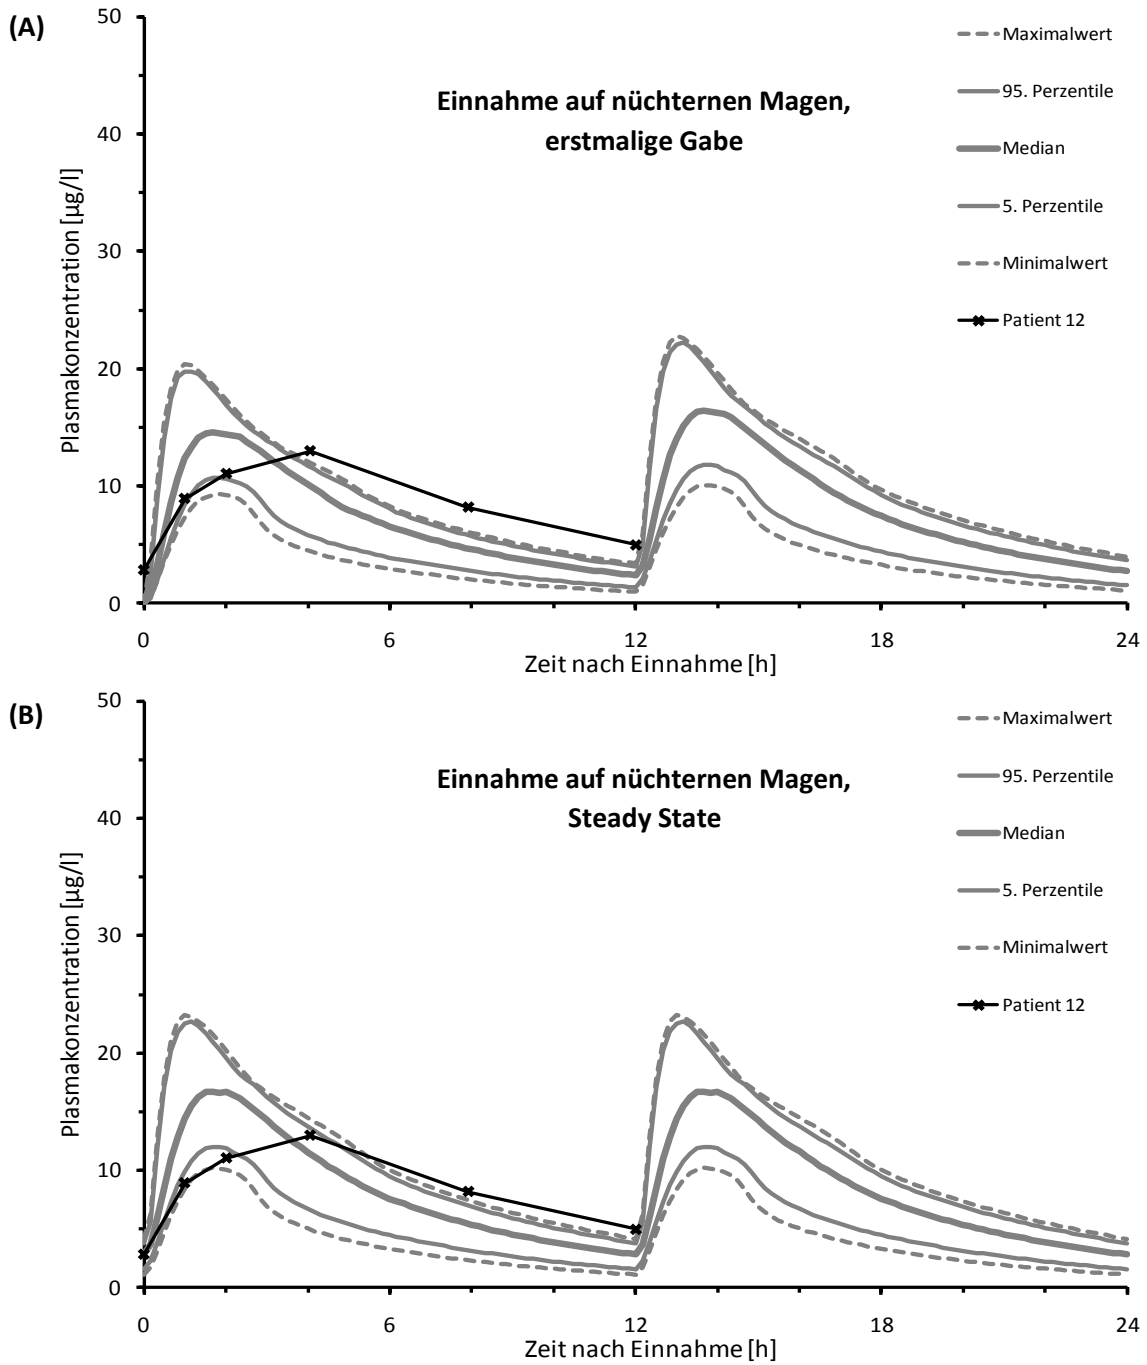 (A)
Plasmakonzentration [µg/l]
50
40
30
20
10
0
Einnahme auf nüchternen Magen,
erstmalige Gabe
Maximalwert
95. Perzentile
Median
5. Perzentile
Minimalwert
Patient 12
0 6 12 18 24
Zeit nach Einnahme [h]
(B)
Plasmakonzentration [µg/l]
50
40
30
20
10
0
Einnahme auf nüchternen Magen,
Steady State
Maximalwert
95. Perzentile
Median
5. Perzentile
Minimalwert
Patient 12
0 6 12 18 24
Zeit nach Einnahme [h]